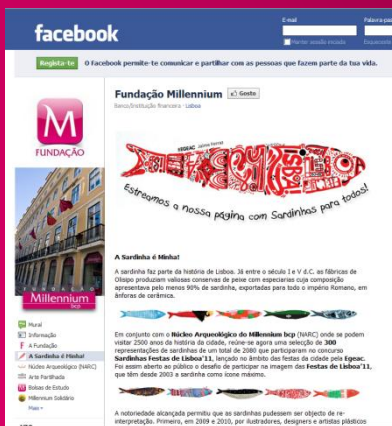 facebook
E-mail
Palavra-pas
Manter sessão iniciada
Registа-te O Facebook permite-te comunicar e partilhar com as pessoas que fazem parte da tua vida.
M
FUNDAÇÃO
FUNDAÇÃO
Millennium
bcp
Mural
Informação
A Fundação
A Sardinha é Minha!
Núcleo Arqueológico (NARC)
Arte Partilhada
Bolsas de Estudo
Millennium Solidário
Mais
Fundação Millennium Gosto
Banco/Instituição financeira · Lisboa
EGEAC
LISBOA
Estreamos a nossa página com Sardinhas para todos!
A Sardinha é Minha!
A sardinha faz parte da história de Lisboa. Já entre o século I e V d.C. as fábricas de
Olisipo produziam valiosas conservas de peixe com especiarias cuja composição
apresentava pelo menos 90% de sardinha, exportadas para todo o império Romano, em
ânforas de cerâmica.
Em conjunto com o Núcleo Arqueológico do Millennium bcp (NARC) onde se podem
visitar 2500 anos da história da cidade, reúne-se agora uma selecção de 300
representações de sardinhas de um total de 2080 que participaram no concurso
Sardinhas Festas de Lisboa'11, lançado no âmbito das festas da cidade pela Egeac.
Foi assim aberto ao público o desafio de participar na imagem das Festas de Lisboa'11,
que têm desde 2003 a sardinha como ícone máximo.
A notoriedade alcançada permitiu que as sardinhas pudessem ser objecto de re-
interpretação. Primeiro, em 2009 e 2010, por ilustradores, designers e artistas plásticos